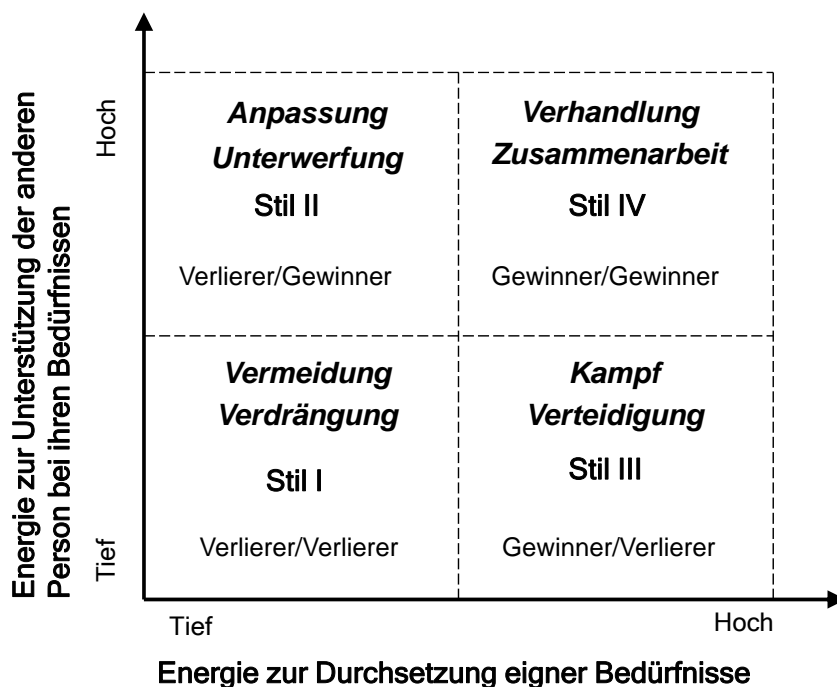 Energie zur Unterstützung der anderen
Person bei ihren Bedürfnissen
Hoch
Tief
Anpassung
Unterwerfung
Stil II
Verlierer/Gewinner
Verhandlung
Zusammenarbeit
Stil IV
Gewinner/Gewinner
Vermeidung
Verdrängung
Stil I
Verlierer/Verlierer
Kampf
Verteidigung
Stil III
Gewinner/Verlierer
Tief
Hoch
Energie zur Durchsetzung eigner Bedürfnisse